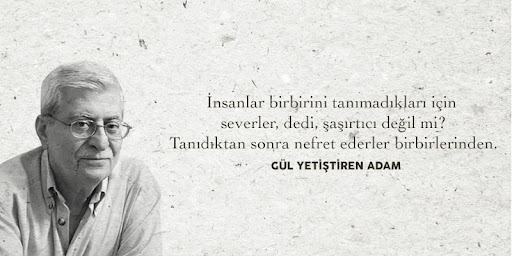 İnsanlar birbirini tanımadıkları için
severler, dedi, şaşırtıcı değil mi?
Tanıdıktan sonra nefret ederler birbirlerinden.
GÜL YETİŞTİREN ADAM